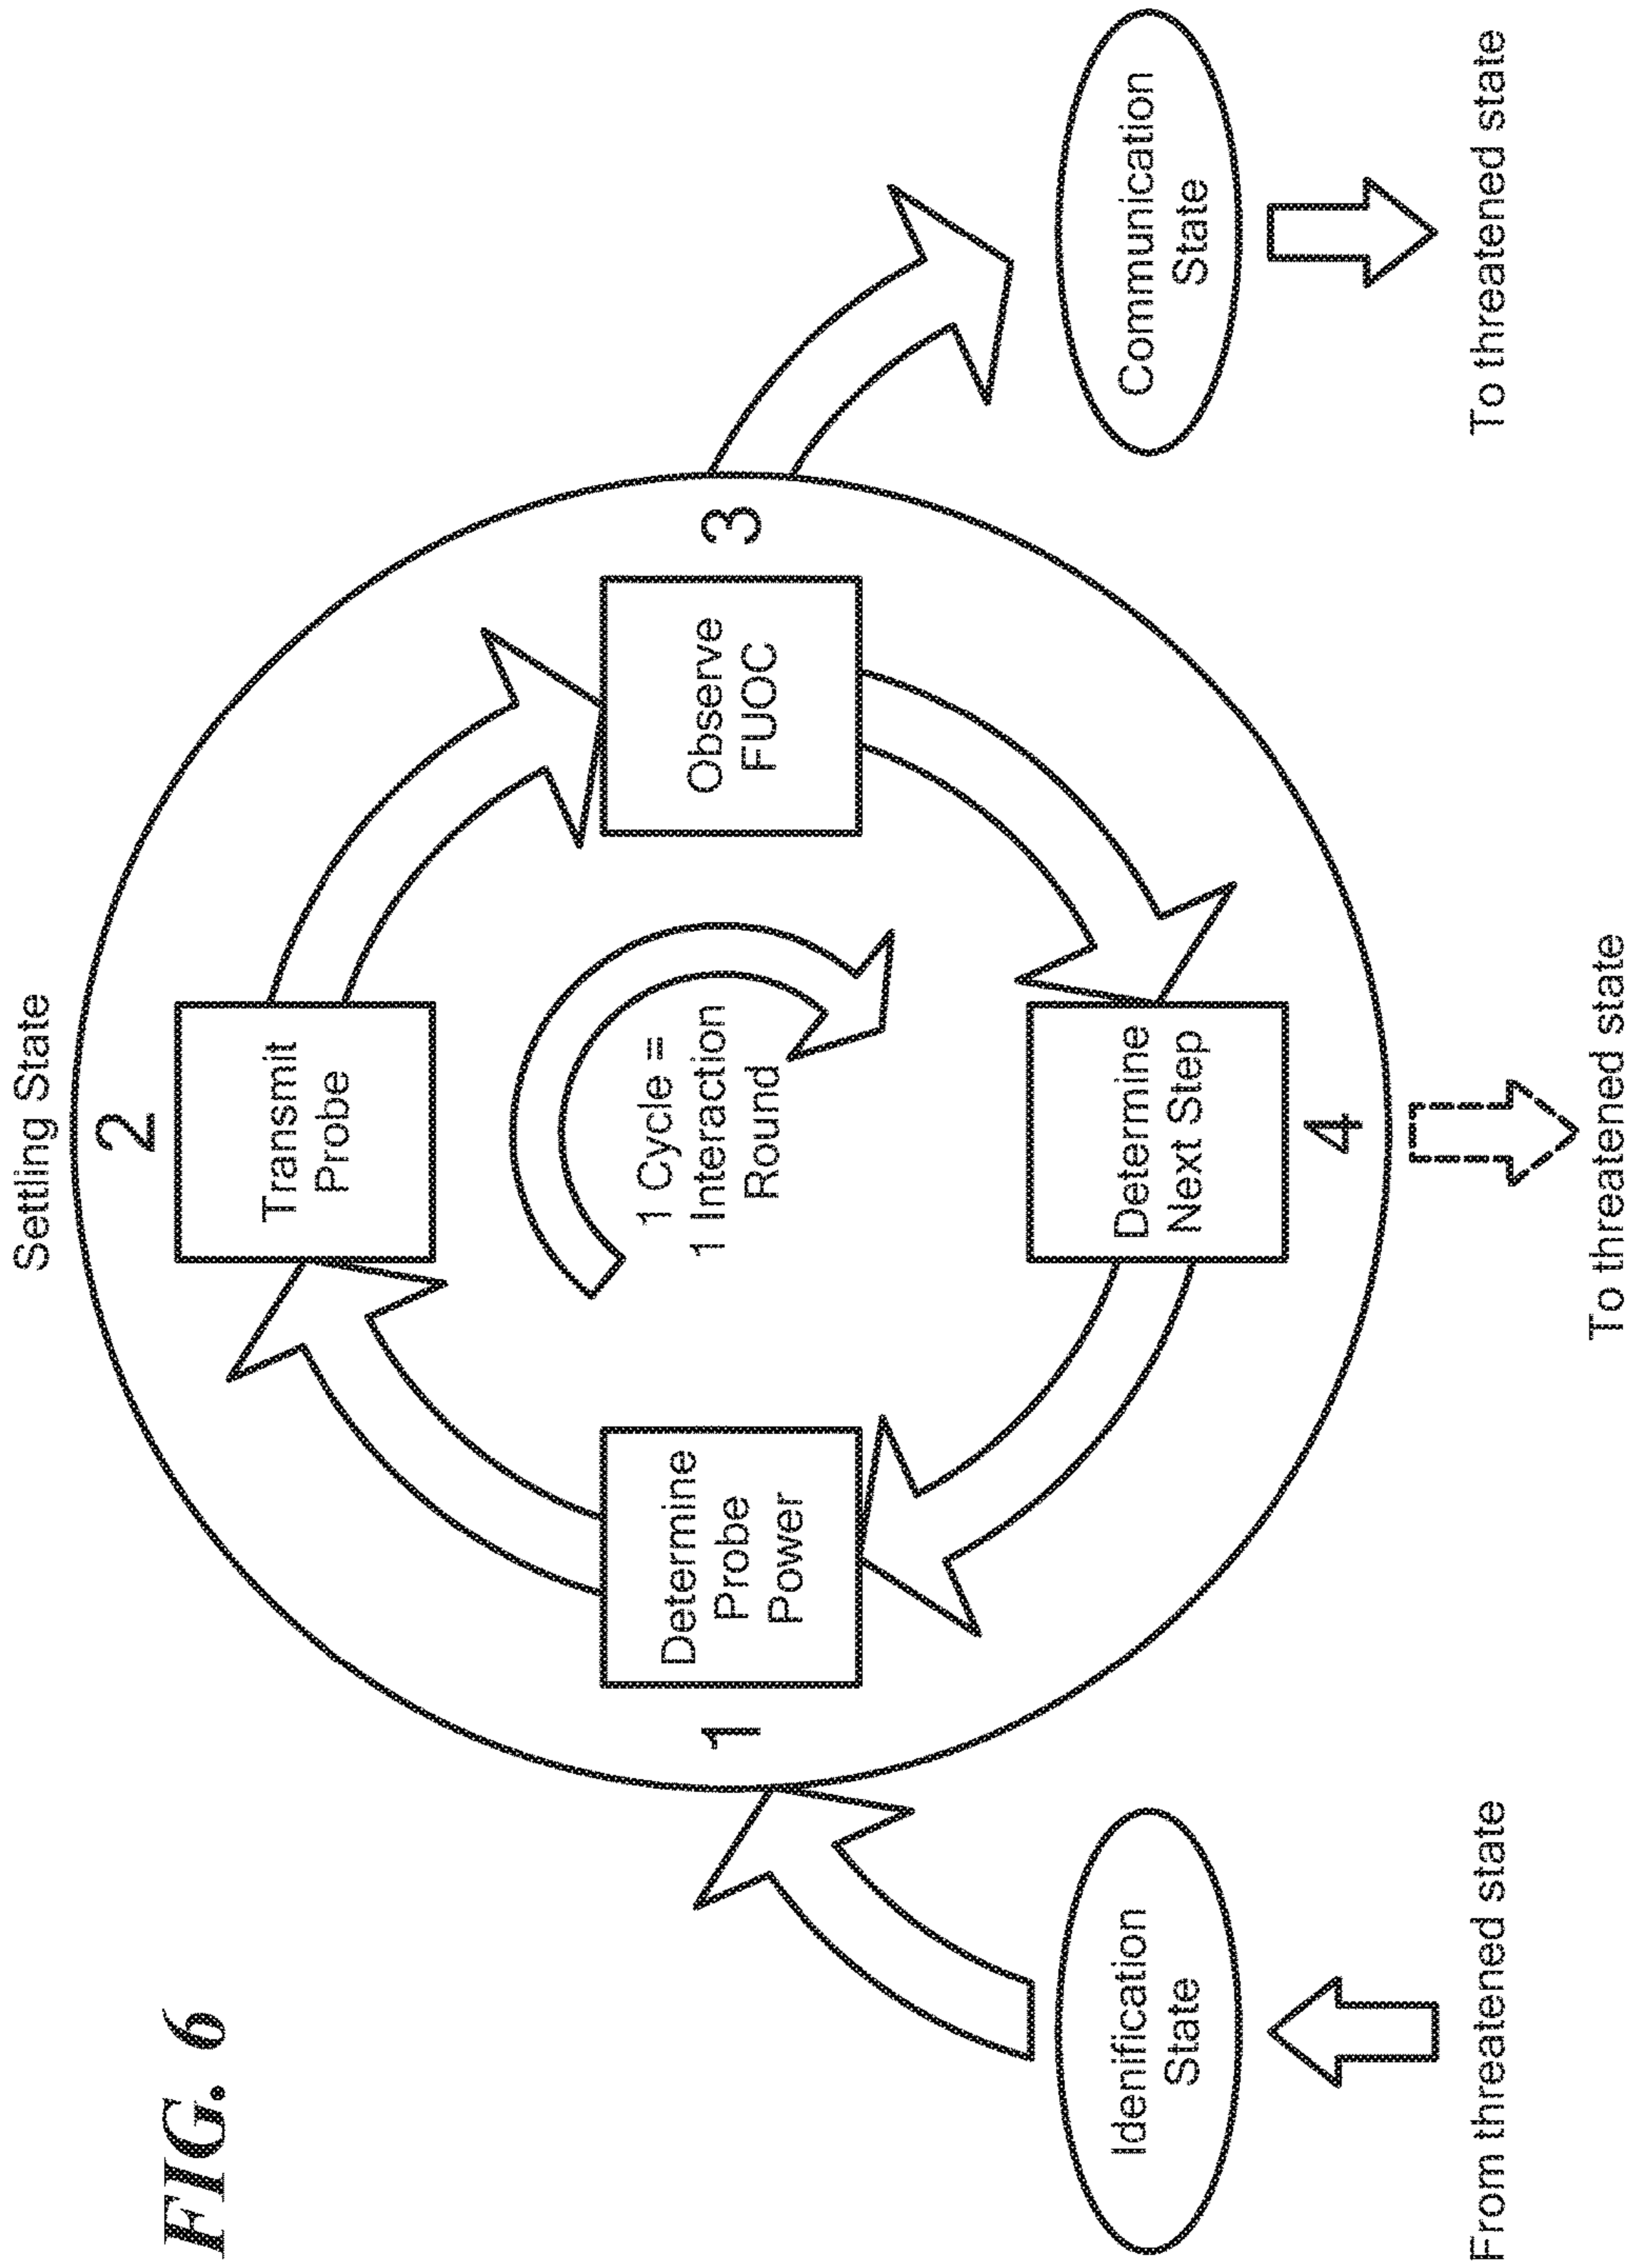 FIG. 6
Settling State
2
Transmit
Probe
1
Determine
Probe
Power
1 Cycle =
1 Interaction
Round
Observe
FUOC
3
Determine
Next Step
4
Idenification
State
Communication
State
From threatened state
To threatened state
To threatened state